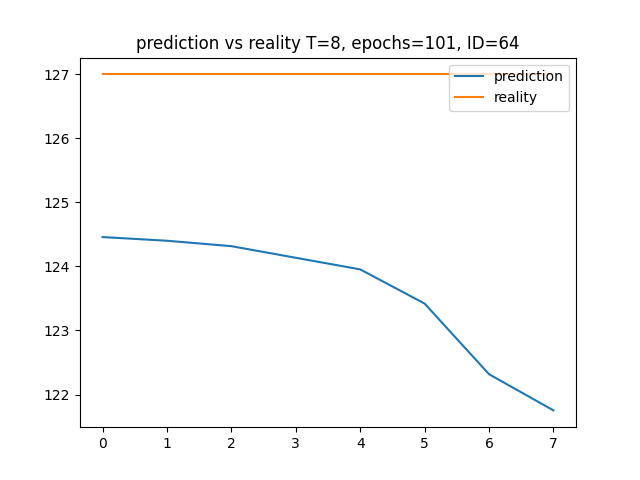 prediction vs reality T=8, epochs=101, ID=64
127
126
125
124
123
122
prediction
reality
0 1 2 3 4 5 6 7